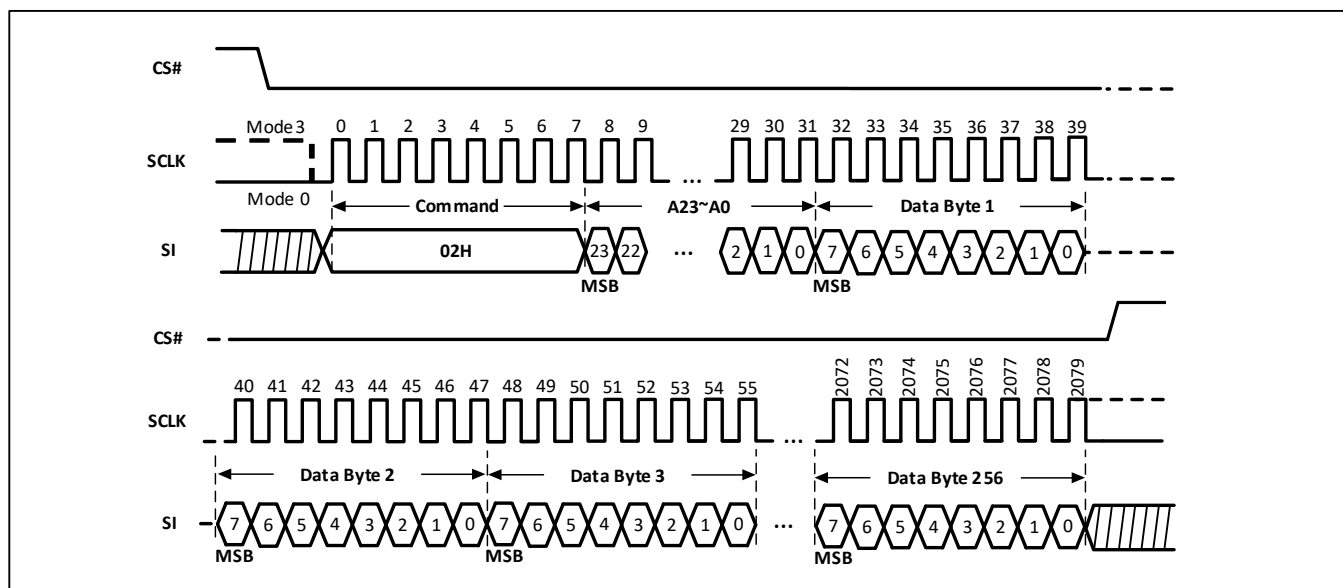 CS#
Mode 3
0 1 2 3 4 5 6 7 8 9 29 30 31 32 33 34 35 36 37 38 39
SCLK
...
Mode 0
Command A23~A0 Data Byte 1
SI
02H 23 22 ... 2 1 0 7 6 5 4 3 2 1 0
MSB MSB
CS#
40 41 42 43 44 45 46 47 48 49 50 51 52 53 54 55 2072 2073 2074 2075 2076 2077 2078 2079
SCLK
...
Data Byte 2 Data Byte 3 Data Byte 256
SI 7 6 5 4 3 2 1 0 7 6 5 4 3 2 1 0 ... 7 6 5 4 3 2 1 0
MSB MSB MSB